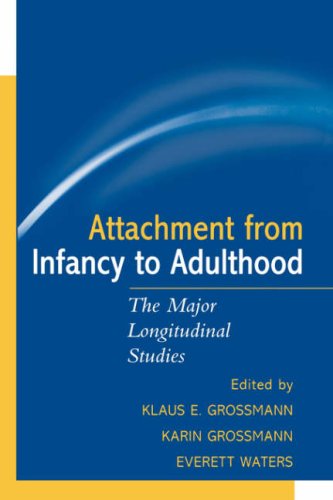 Attachment from
Infancy to Adulthood
The Major
Longitudinal
Studies
Edited by
KLAUS E. GROSSMANN
KARIN GROSSMANN
EVERETT WATERS